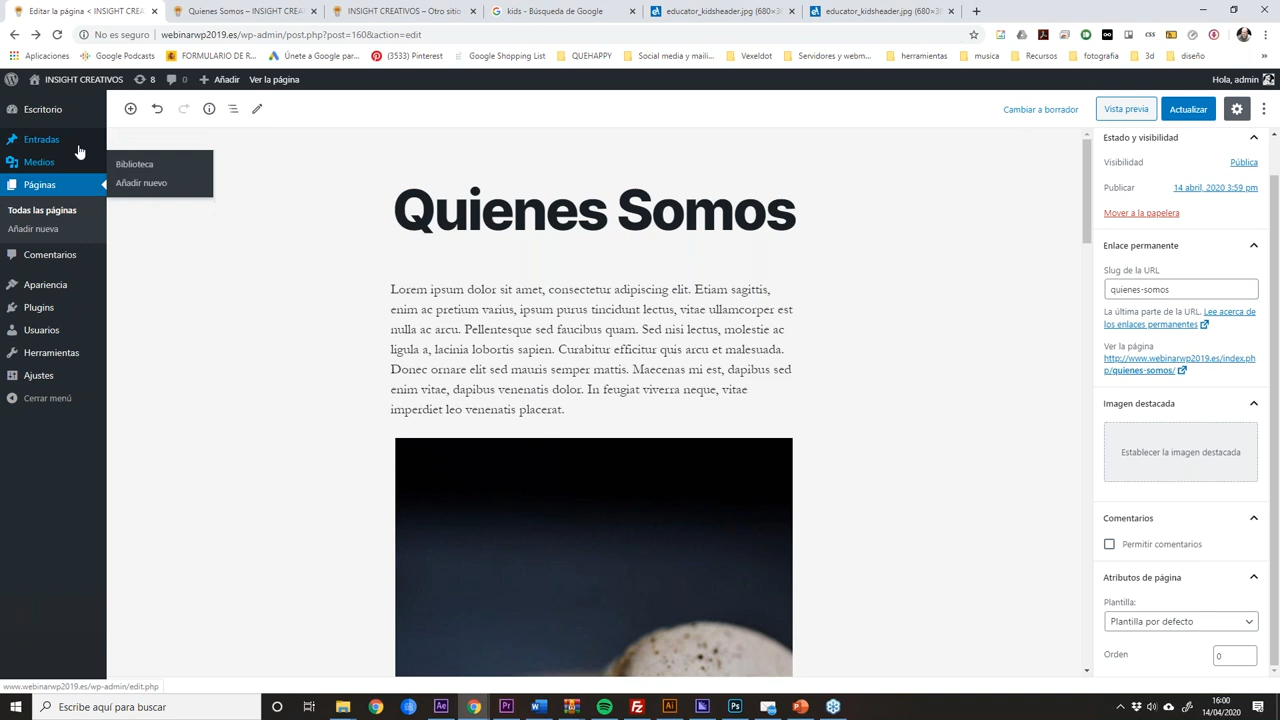 Editar la página < INSIGHT CREA
Quienes Somos – INSIGHT CREATI
INSIGHT CREATIVOS – Otro sitio
kids - Búsqueda de Google
educator_kidsheader.jpg (680×38
educator_kidsheader.jpg (680×38
No es seguro
webinarwp2019.es/wp-admin/post.php?post=160&action=edit
Aplicaciones
Google Podcasts
FORMULARIO DE R...
Únete a Google par...
(3533) Pinterest
Google Shopping List
QUEHAPPY
Social media y maili...
Vexeldot
Servidores y webm...
musica
Recursos
fotografia
3d
diseño
INSIGHT CREATIVOS
8
0
Añadir
Ver la página
Hola, admin
Escritorio
Entradas
Medios
Páginas
Todas las páginas
Añadir nueva
Comentarios
Apariencia
Plugins
Usuarios
Herramientas
Ajustes
Cerrar menú
Biblioteca
Añadir nuevo
Cambiar a borrador
Vista previa
Actualizar
Quienes Somos
Lorem ipsum dolor sit amet, consectetur adipiscing elit. Etiam sagittis,
enim ac pretium varius, ipsum purus tincidunt lectus, vitae ullamcorper est
nulla ac arcu. Pellentesque sed faucibus quam. Sed nisi lectus, molestie ac
ligula a, lacinia lobortis sapien. Curabitur efficitur quis arcu et malesuada.
Donec ornare elit sed mauris semper mattis. Maecenas mi est, dapibus sed
enim vitae, dapibus venenatis dolor. In feugiat viverra neque, vitae
imperdiet leo venenatis placerat.
Estado y visibilidad
Visibilidad
Pública
Publicar
14 abril, 2020 3:59 pm
Mover a la papelera
Enlace permanente
Slug de la URL
quienes-somos
La última parte de la URL. Lee acerca de
los enlaces permanentes
Ver la página
http://www.webinarwp2019.es/index.ph
p/quienes-somos/
Imagen destacada
Establecer la imagen destacada
Comentarios
Permitir comentarios
Atributos de página
Plantilla:
Plantilla por defecto
Orden
0
www.webinarwp2019.es/wp-admin/edit.php
Escribe aquí para buscar
16:00
14/04/2020